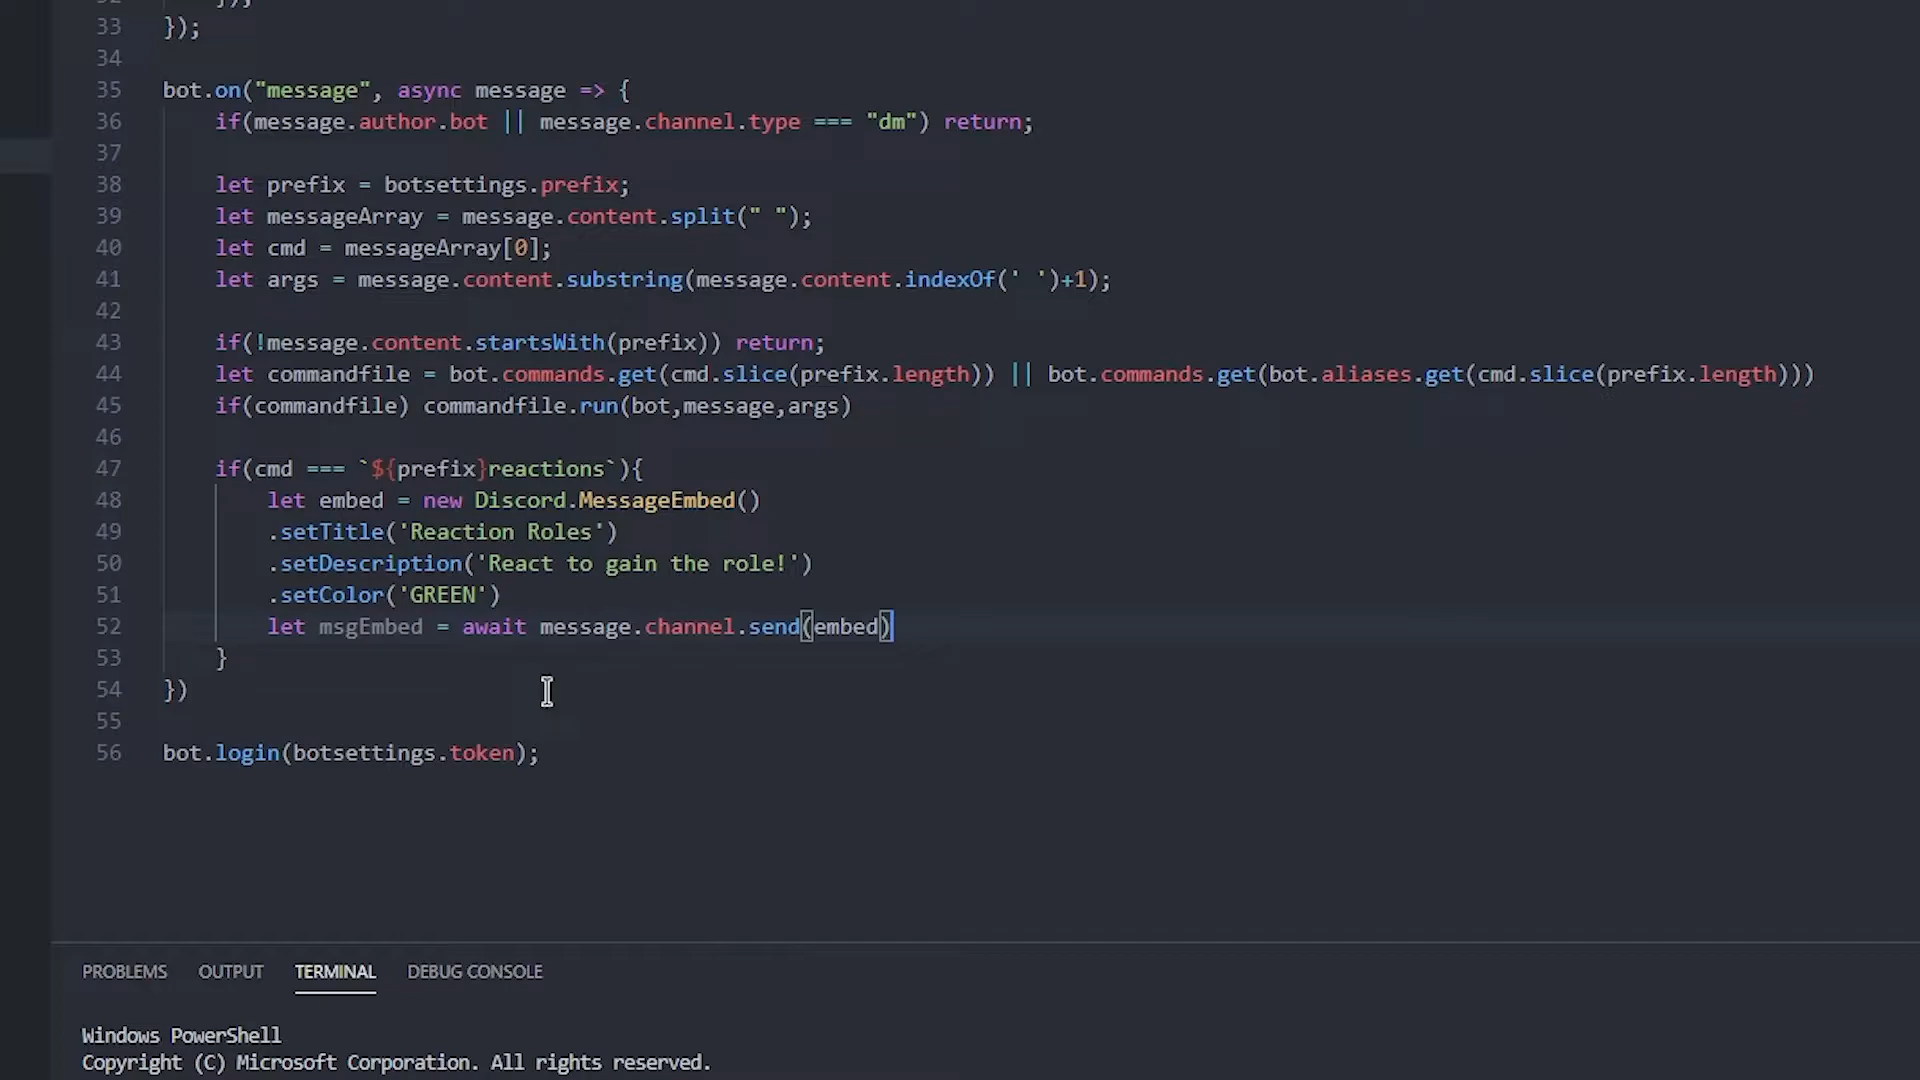 33 });
34
35 bot.on("message", async message => {
36 if(message.author.bot || message.channel.type === "dm") return;
37
38 let prefix = botsettings.prefix;
39 let messageArray = message.content.split(" ");
40 let cmd = messageArray[0];
41 let args = message.content.substring(message.content.indexOf(' ')+1);
42
43 if(!message.content.startsWith(prefix)) return;
44 let commandfile = bot.commands.get(cmd.slice(prefix.length)) || bot.commands.get(bot.aliases.get(cmd.slice(prefix.length)))
45 if(commandfile) commandfile.run(bot,message,args)
46
47 if(cmd === `${prefix}reactions`){
48 let embed = new Discord.MessageEmbed()
49 .setTitle('Reaction Roles')
50 .setDescription('React to gain the role!')
51 .setColor('GREEN')
52 let msgEmbed = await message.channel.send(embed)
53 }
54 })
55
56 bot.login(botsettings.token);
PROBLEMS OUTPUT TERMINAL DEBUG CONSOLE
Windows PowerShell
Copyright (C) Microsoft Corporation. All rights reserved.